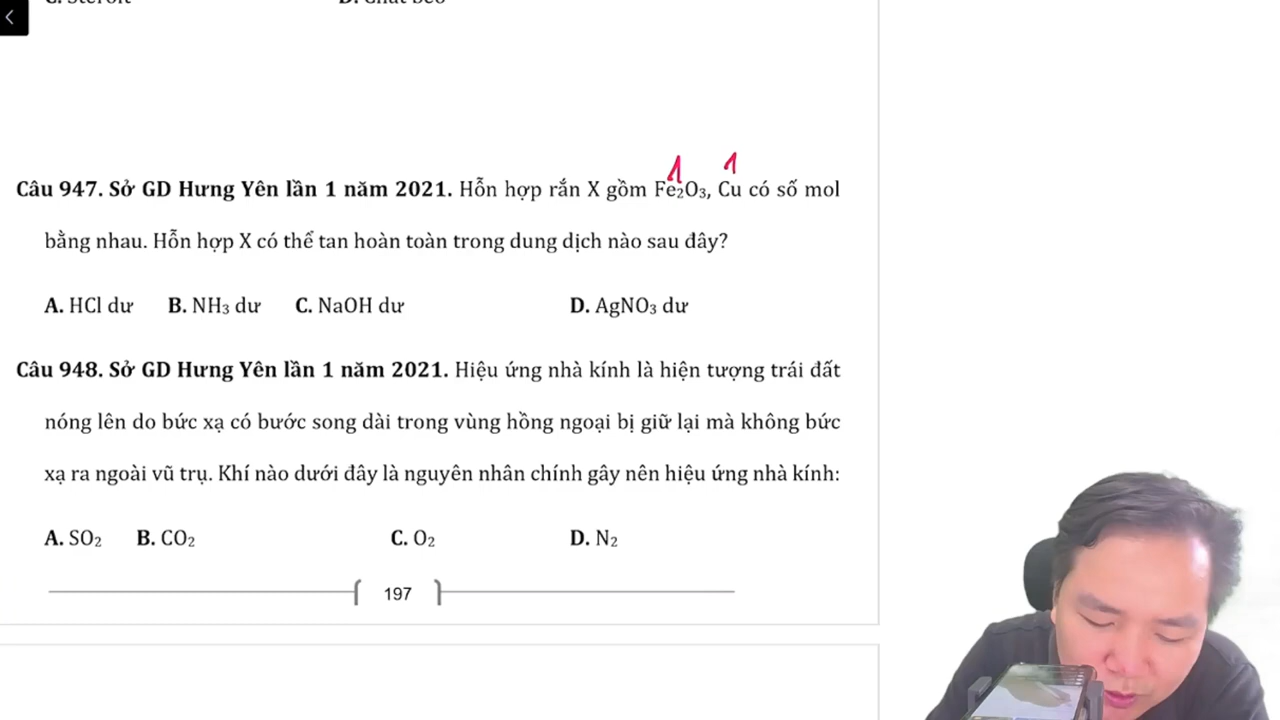 1 1
Câu 947. Sở GD Hưng Yên lần 1 năm 2021. Hỗn hợp rắn X gồm Fe₂O₃, Cu có số mol
bằng nhau. Hỗn hợp X có thể tan hoàn toàn trong dung dịch nào sau đây?
A. HCl dư B. NH₃ dư C. NaOH dư D. AgNO₃ dư
Câu 948. Sở GD Hưng Yên lần 1 năm 2021. Hiệu ứng nhà kính là hiện tượng trái đất
nóng lên do bức xạ có bước song dài trong vùng hồng ngoại bị giữ lại mà không bức
xạ ra ngoài vũ trụ. Khí nào dưới đây là nguyên nhân chính gây nên hiệu ứng nhà kính:
A. SO₂ B. CO₂ C. O₂ D. N₂
197